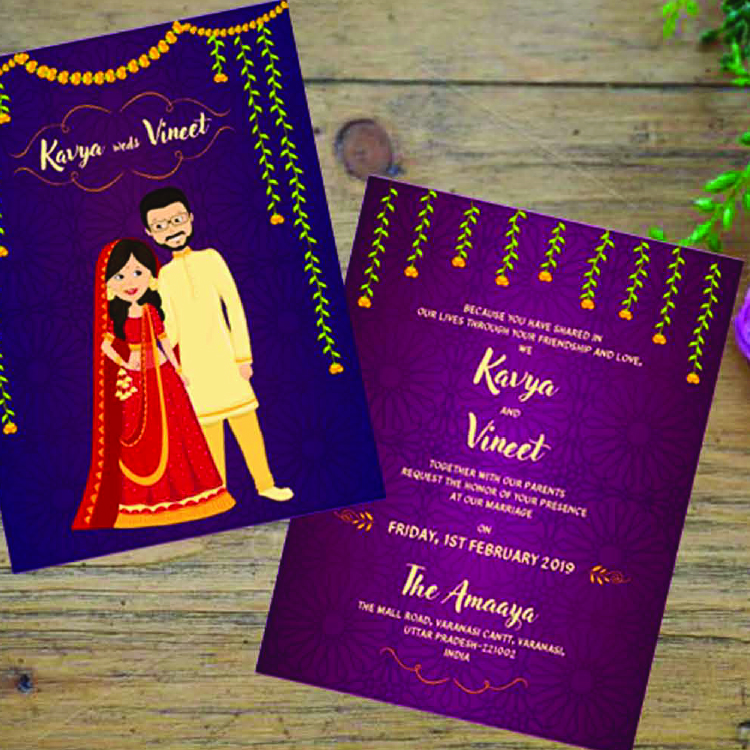 Kavya weds Vineet
BECAUSE YOU HAVE SHARED IN
OUR LIVES THROUGH YOUR FRIENDSHIP AND LOVE,
WE
Kavya
AND
Vineet
TOGETHER WITH OUR PARENTS
REQUEST THE HONOR OF YOUR PRESENCE
AT OUR MARRIAGE
ON
FRIDAY, 1ST FEBRUARY 2019
The Amaaya
THE MALL ROAD, VARANASI CANTT, VARANASI,
UTTAR PRADESH-221002
INDIA